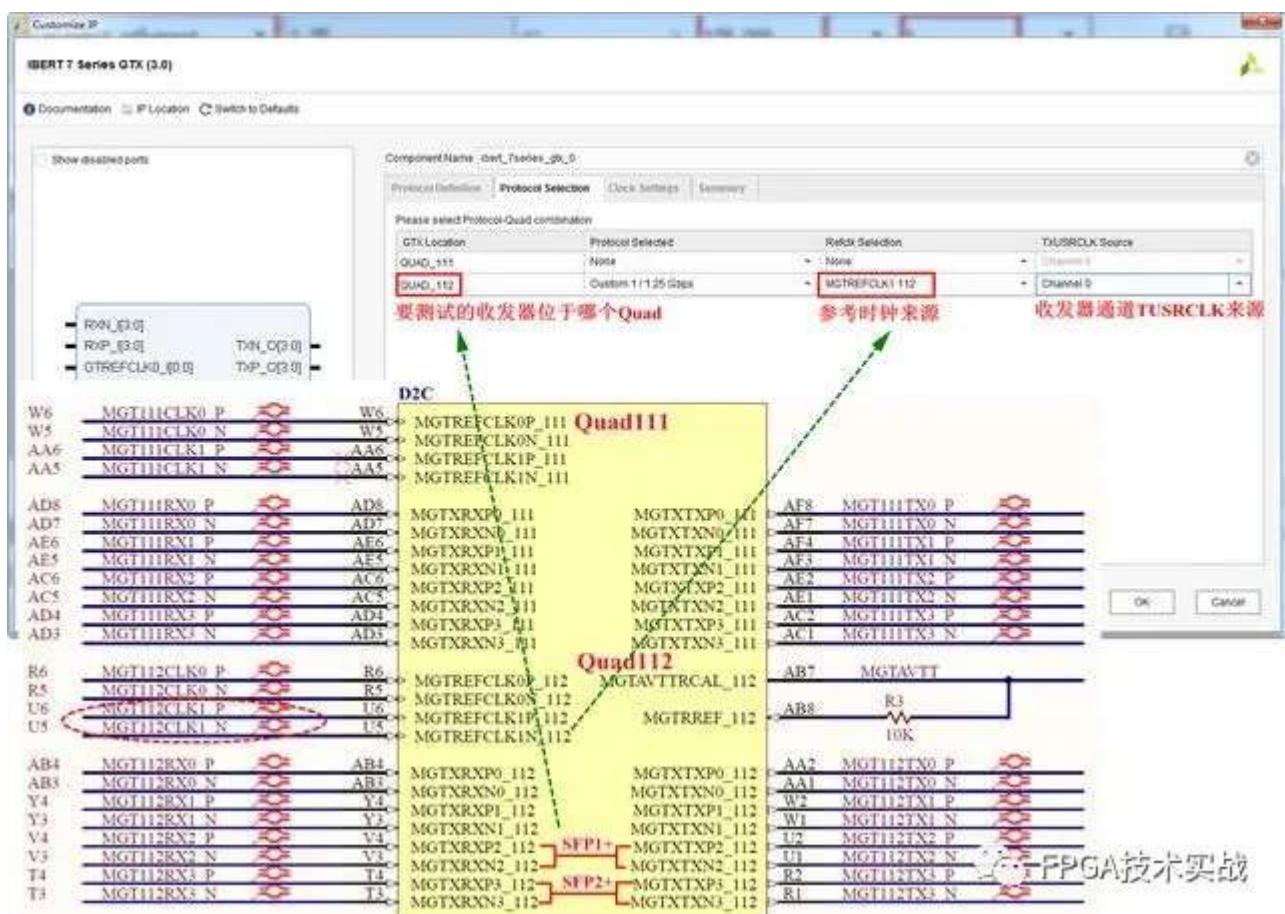 Customize IP
IBERT 7 Series GTX (3.0)
Documentation IP Location Switch to Defaults
Show disabled ports
Component Name ibert_7series_gtx_0
Protocol Definition Protocol Selection Clock Settings Summary
Please select Protocol-Quad combination
GTX Location Protocol Selected Refclk Selection TXUSRCLK Source
QUAD_111 None None Channel 0
QUAD_112 Custom 1 / 1.25 Gbps MGTREFCLK1 112 Channel 0
要测试的收发器位于哪个Quad 参考时钟来源 收发器通道TUSRCLK来源
RXN_I[3:0]
RXP_I[3:0] TXN_O[3:0]
GTREFCLK0_I[0:0] TXP_O[3:0]
OK Cancel
D2C
W6 MGT111CLK0_P W6 MGTREFCLK0P_111 Quad111
W5 MGT111CLK0_N W5 MGTREFCLK0N_111
AA6 MGT111CLK1_P AA6 MGTREFCLK1P_111
AA5 MGT111CLK1_N AA5 MGTREFCLK1N_111
AD8 MGT111RX0_P AD8 MGTXRXP0_111 MGTXTXP0_111 AF8 MGT111TX0_P
AD7 MGT111RX0_N AD7 MGTXRXN0_111 MGTXTXN0_111 AF7 MGT111TX0_N
AE6 MGT111RX1_P AE6 MGTXRXP1_111 MGTXTXP1_111 AF4 MGT111TX1_P
AE5 MGT111RX1_N AE5 MGTXRXN1_111 MGTXTXN1_111 AF3 MGT111TX1_N
AC6 MGT111RX2_P AC6 MGTXRXP2_111 MGTXTXP2_111 AE2 MGT111TX2_P
AC5 MGT111RX2_N AC5 MGTXRXN2_111 MGTXTXN2_111 AE1 MGT111TX2_N
AD4 MGT111RX3_P AD4 MGTXRXP3_111 MGTXTXP3_111 AC2 MGT111TX3_P
AD3 MGT111RX3_N AD3 MGTXRXN3_111 MGTXTXN3_111 AC1 MGT111TX3_N
Quad112
R6 MGT112CLK0_P R6 MGTREFCLK0P_112 MGTAVTTRCAL_112 AB7 MGTAVTT
R5 MGT112CLK0_N R5 MGTREFCLK0N_112
U6 MGT112CLK1_P U6 MGTREFCLK1P_112 MGTRREF_112 AB8 R3
U5 MGT112CLK1_N U5 MGTREFCLK1N_112 10K
AB4 MGT112RX0_P AB4 MGTXRXP0_112 MGTXTXP0_112 AA2 MGT112TX0_P
AB3 MGT112RX0_N AB3 MGTXRXN0_112 MGTXTXN0_112 AA1 MGT112TX0_N
Y4 MGT112RX1_P Y4 MGTXRXP1_112 MGTXTXP1_112 W2 MGT112TX1_P
Y3 MGT112RX1_N Y3 MGTXRXN1_112 MGTXTXN1_112 W1 MGT112TX1_N
V4 MGT112RX2_P V4 MGTXRXP2_112 SFP1+ MGTXTXP2_112 U2 MGT112TX2_P
V3 MGT112RX2_N V3 MGTXRXN2_112 MGTXTXN2_112 U1 MGT112TX2_N
T4 MGT112RX3_P T4 MGTXRXP3_112 SFP2+ MGTXTXP3_112 R2 MGT112TX3_P
T3 MGT112RX3_N T3 MGTXRXN3_112 MGTXTXN3_112 R1 MGT112TX3_N
FPGA技术实战